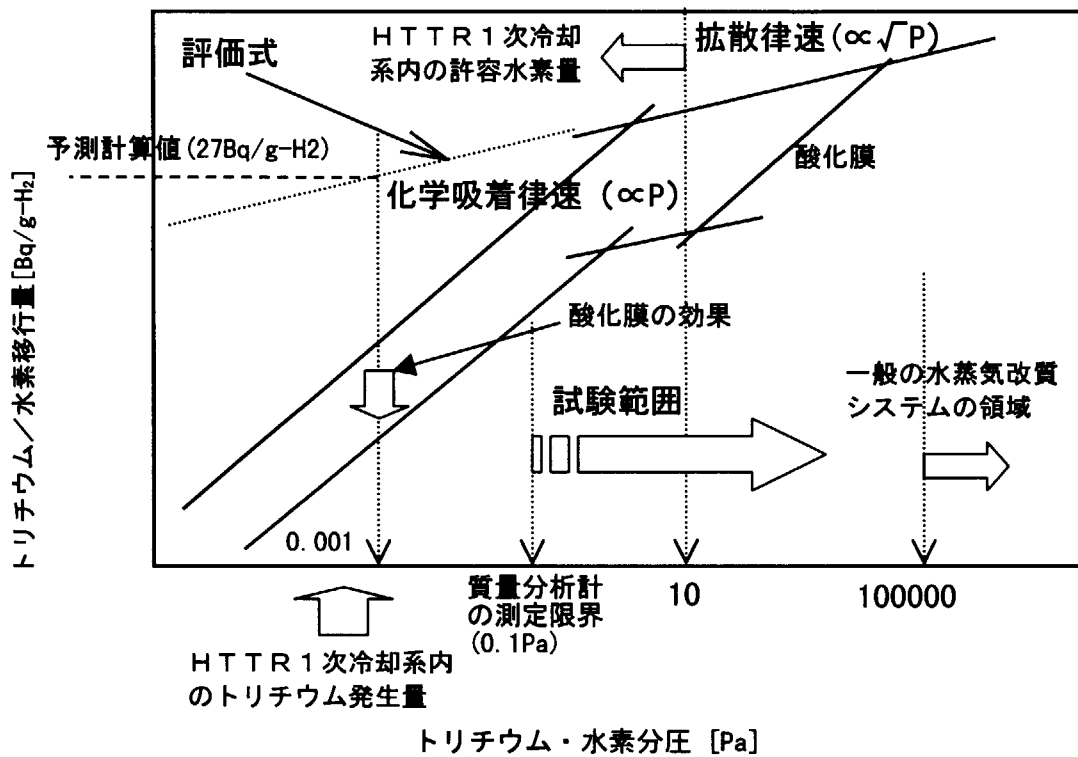 評価式
HTTR1次冷却
系内の許容水素量
拡散律速(∝√P)
予測計算値(27Bq/g-H2)
酸化膜
化学吸着律速(∝P)
酸化膜の効果
試験範囲
一般の水蒸気改質
システムの領域
トリチウム/水素移行量[Bq/g-H₂]
0.001
質量分析計
の測定限界
(0.1Pa)
10
100000
HTTR1次冷却系内
のトリチウム発生量
トリチウム・水素分圧 [Pa]